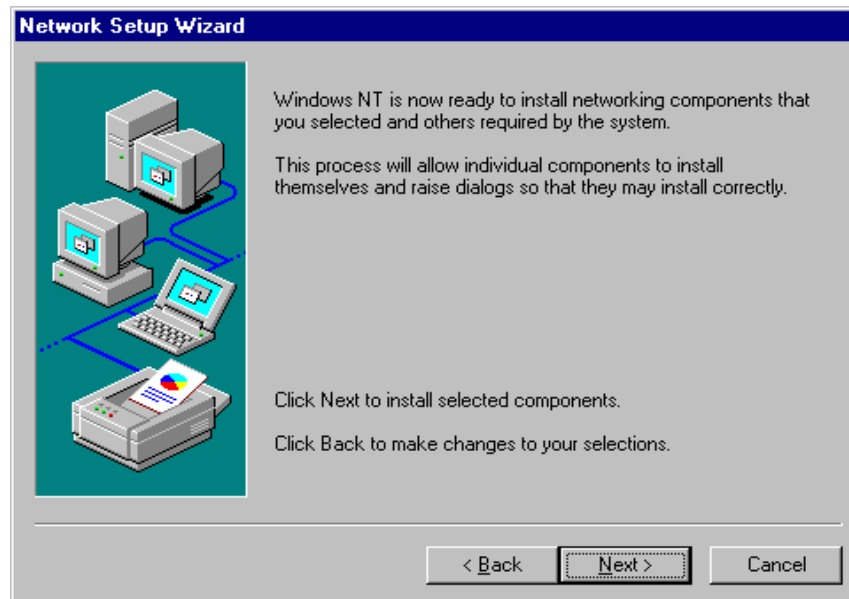 Network Setup Wizard
Windows NT is now ready to install networking components that
you selected and others required by the system.
This process will allow individual components to install
themselves and raise dialogs so that they may install correctly.
Click Next to install selected components.
Click Back to make changes to your selections.
< Back
Next >
Cancel